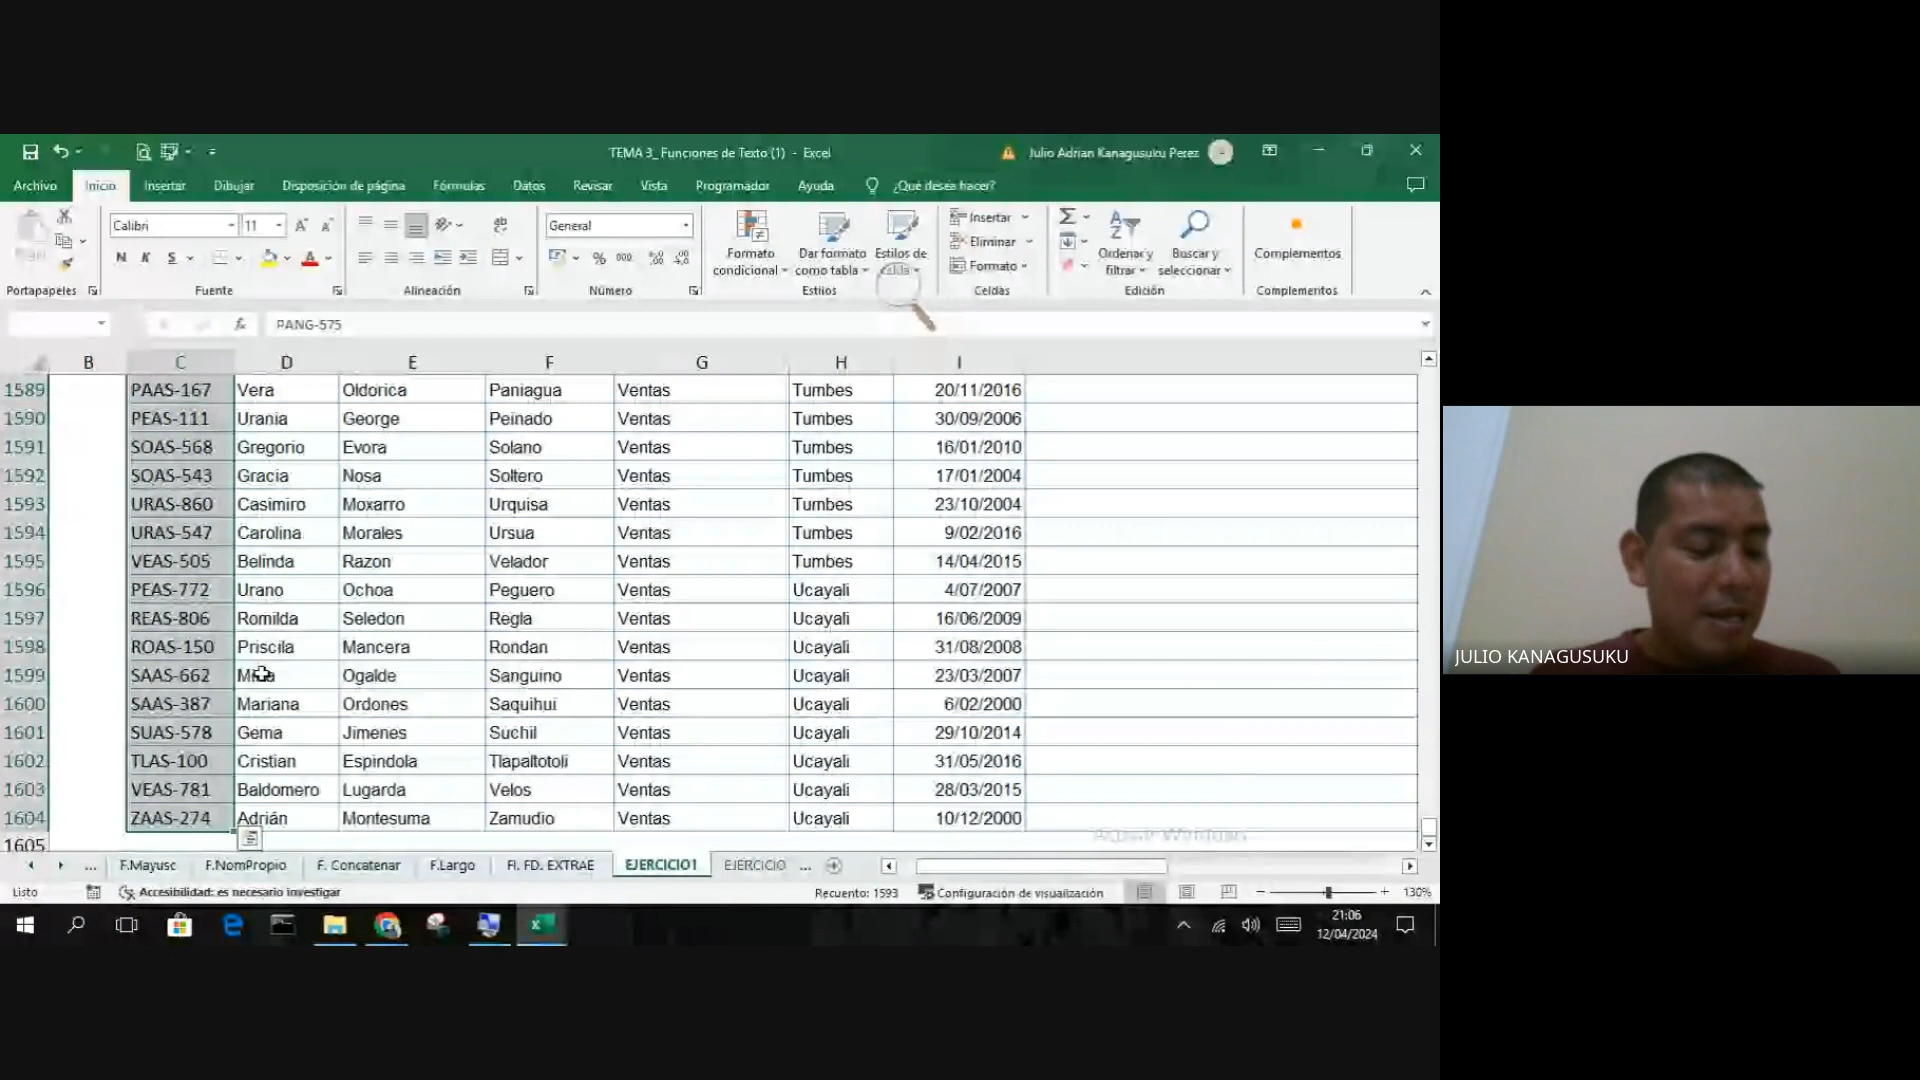 TEMA 3_ Funciones de Texto (1) - Excel
Julio Adrian Kanagusuku Perez
Archivo Inicio Insertar Dibujar Disposición de página Fórmulas Datos Revisar Vista Programador Ayuda ¿Qué desea hacer?
Calibri 11 General
Formato condicional
Dar formato como tabla
Estilos de
Insertar
Eliminar
Formato
Ordenar y filtrar
Buscar y seleccionar
Complementos
N K S % 000
Portapapeles Fuente Alineación Número Estilos Celdas Edición Complementos
fx PANG-575
B C D E F G H I
1589 PAAS-167 Vera Oldorica Paniagua Ventas Tumbes 20/11/2016
1590 PEAS-111 Urania George Peinado Ventas Tumbes 30/09/2006
1591 SOAS-568 Gregorio Evora Solano Ventas Tumbes 16/01/2010
1592 SOAS-543 Gracia Nosa Soltero Ventas Tumbes 17/01/2004
1593 URAS-860 Casimiro Moxarro Urquisa Ventas Tumbes 23/10/2004
1594 URAS-547 Carolina Morales Ursua Ventas Tumbes 9/02/2016
1595 VEAS-505 Belinda Razon Velador Ventas Tumbes 14/04/2015
1596 PEAS-772 Urano Ochoa Peguero Ventas Ucayali 4/07/2007
1597 REAS-806 Romilda Seledon Regla Ventas Ucayali 16/06/2009
1598 ROAS-150 Priscila Mancera Rondan Ventas Ucayali 31/08/2008
1599 SAAS-662 Ogalde Sanguino Ventas Ucayali 23/03/2007
1600 SAAS-387 Mariana Ordones Saquihui Ventas Ucayali 6/02/2000
1601 SUAS-578 Gema Jimenes Suchil Ventas Ucayali 29/10/2014
1602 TLAS-100 Cristian Espindola Tlapaltotoli Ventas Ucayali 31/05/2016
1603 VEAS-781 Baldomero Lugarda Velos Ventas Ucayali 28/03/2015
1604 ZAAS-274 Adrián Montesuma Zamudio Ventas Ucayali 10/12/2000
1605
... F.Mayusc F.NomPropio F. Concatenar F.Largo FI. FD. EXTRAE EJERCICIO1 EJERCICIO ...
Listo Accesibilidad: es necesario investigar Recuento: 1593 Configuración de visualización 130%
21:06
12/04/2024
JULIO KANAGUSUKU